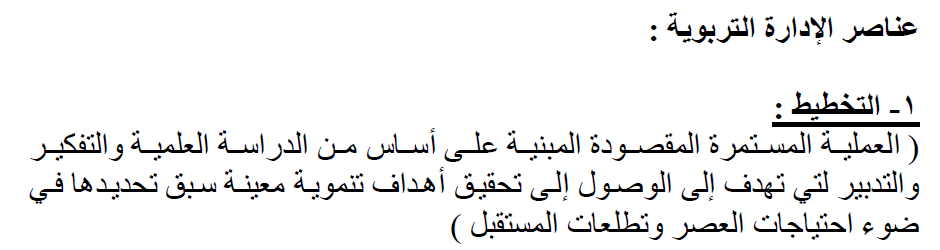 عناصر الإدارة التربوية :
١- التخطيط :
( العملية المستمرة المقصودة المبنية على أساس من الدراسة العلمية والتفكير
والتدبير لتي تهدف إلى الوصول إلى تحقيق أهداف تنموية معينة سبق تحديدها في
ضوء احتياجات العصر وتطلعات المستقبل )